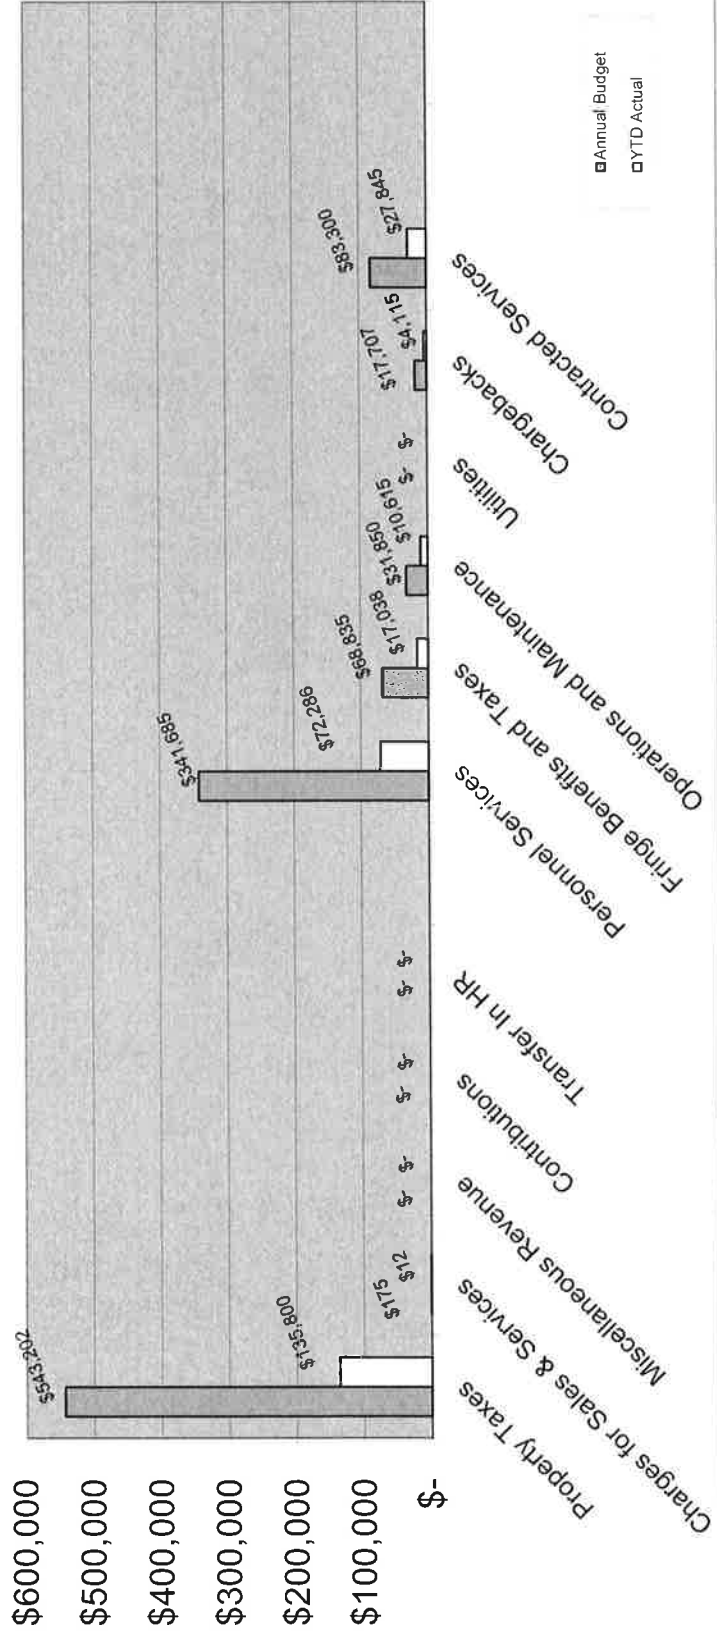 $600,000
$500,000
$400,000
$300,000
$200,000
$100,000
$-
$543,202
$135,800
$175
$12
$-
$-
$-
$-
$-
$-
$341,685
$72,286
$68,835
$17,038
$31,850
$10,615
$-
$-
$17,707
$4,115
$83,300
$27,845
Property Taxes
Charges for Sales & Services
Miscellaneous Revenue
Contributions
Transfer In HR
Personnel Services
Fringe Benefits and Taxes
Operations and Maintenance
Utilities
Chargebacks
Contracted Services
Annual Budget
YTD Actual